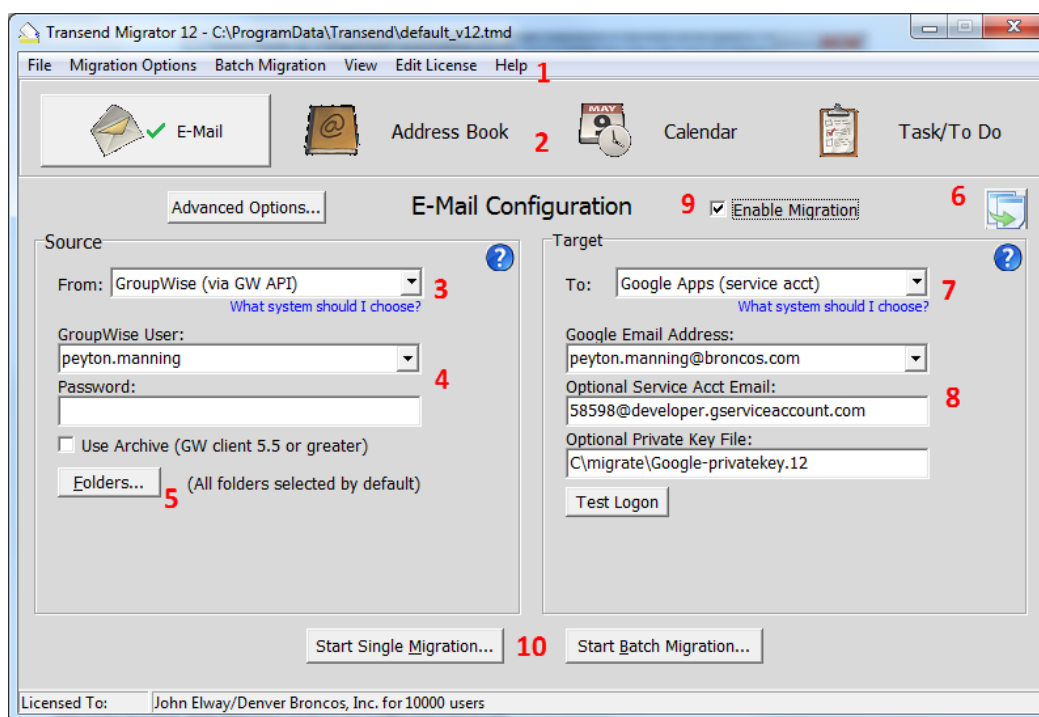 Transend Migrator 12 - C:\ProgramData\Transend\default_v12.tmd
File Migration Options Batch Migration View Edit License Help 1
E-Mail Address Book 2 MAY 9 Calendar Task/To Do
Advanced Options... E-Mail Configuration 9 Enable Migration 6
Source
From: GroupWise (via GW API) 3
What system should I choose?
GroupWise User:
peyton.manning
4
Password:
Use Archive (GW client 5.5 or greater)
Folders... 5 (All folders selected by default)
Target
To: Google Apps (service acct) 7
What system should I choose?
Google Email Address:
peyton.manning@broncos.com
Optional Service Acct Email:
58598@developer.gserviceaccount.com 8
Optional Private Key File:
C\migrate\Google-privatekey.12
Test Logon
Start Single Migration... 10 Start Batch Migration...
Licensed To: John Elway/Denver Broncos, Inc. for 10000 users